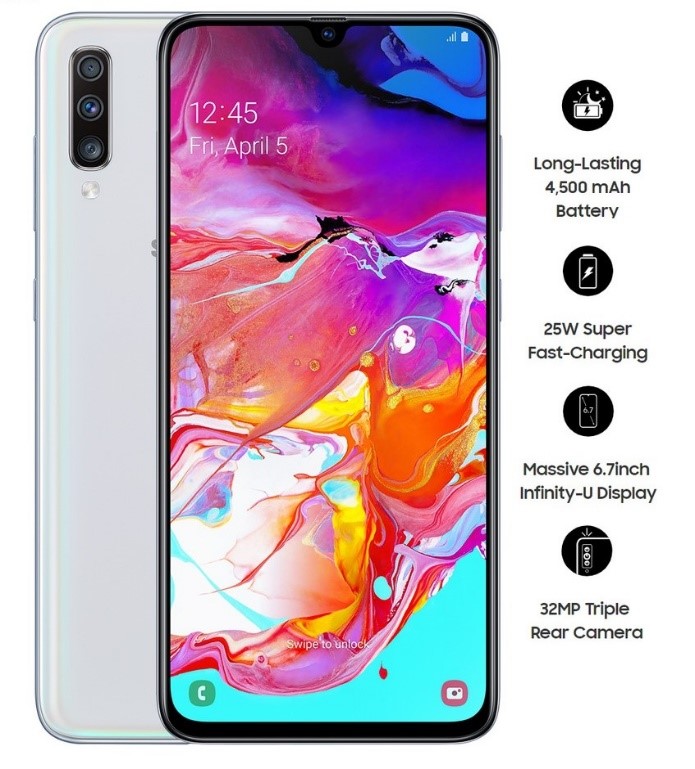 12:45
Fri, April 5
Swipe to unlock
Long-Lasting
4,500 mAh
Battery
25W Super
Fast-Charging
6.7
Massive 6.7inch
Infinity-U Display
32MP Triple
Rear Camera